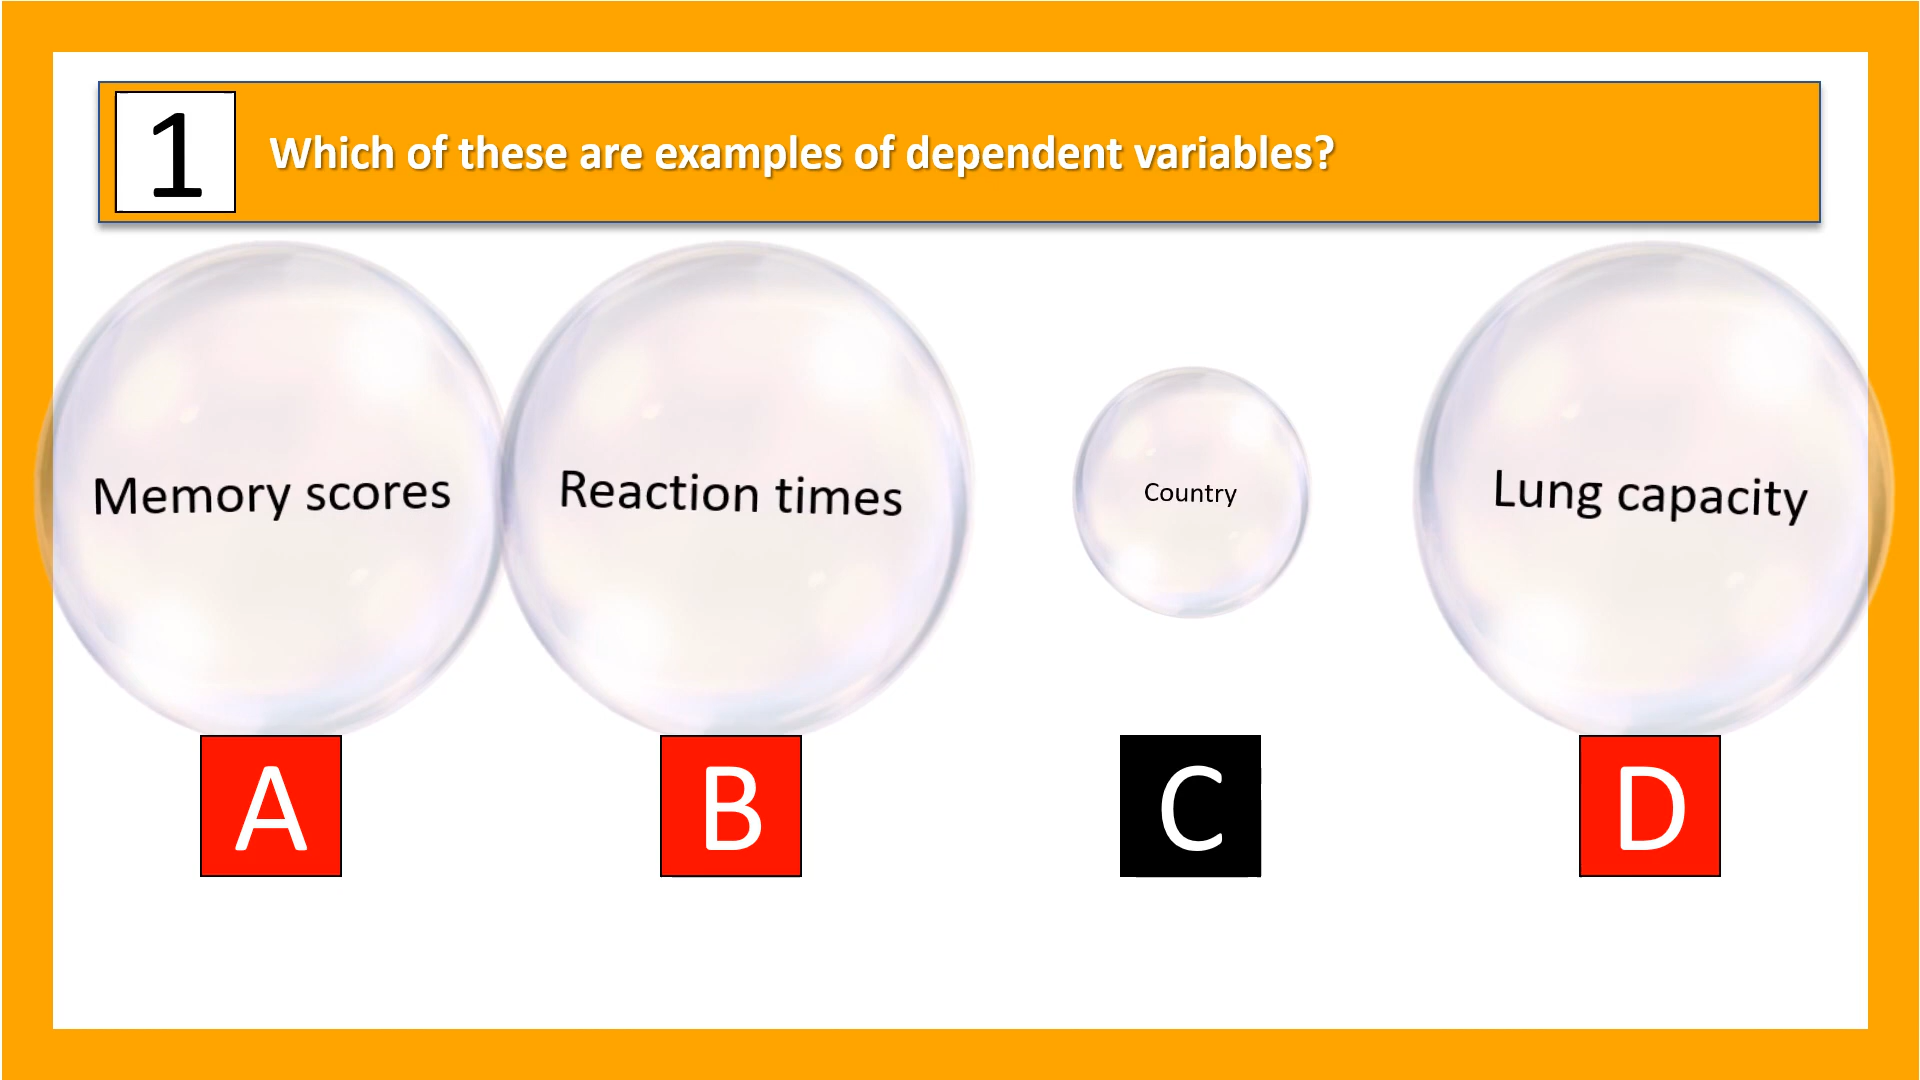 1
Which of these are examples of dependent variables?
Memory scores
Reaction times
Country
Lung capacity
A
B
C
D